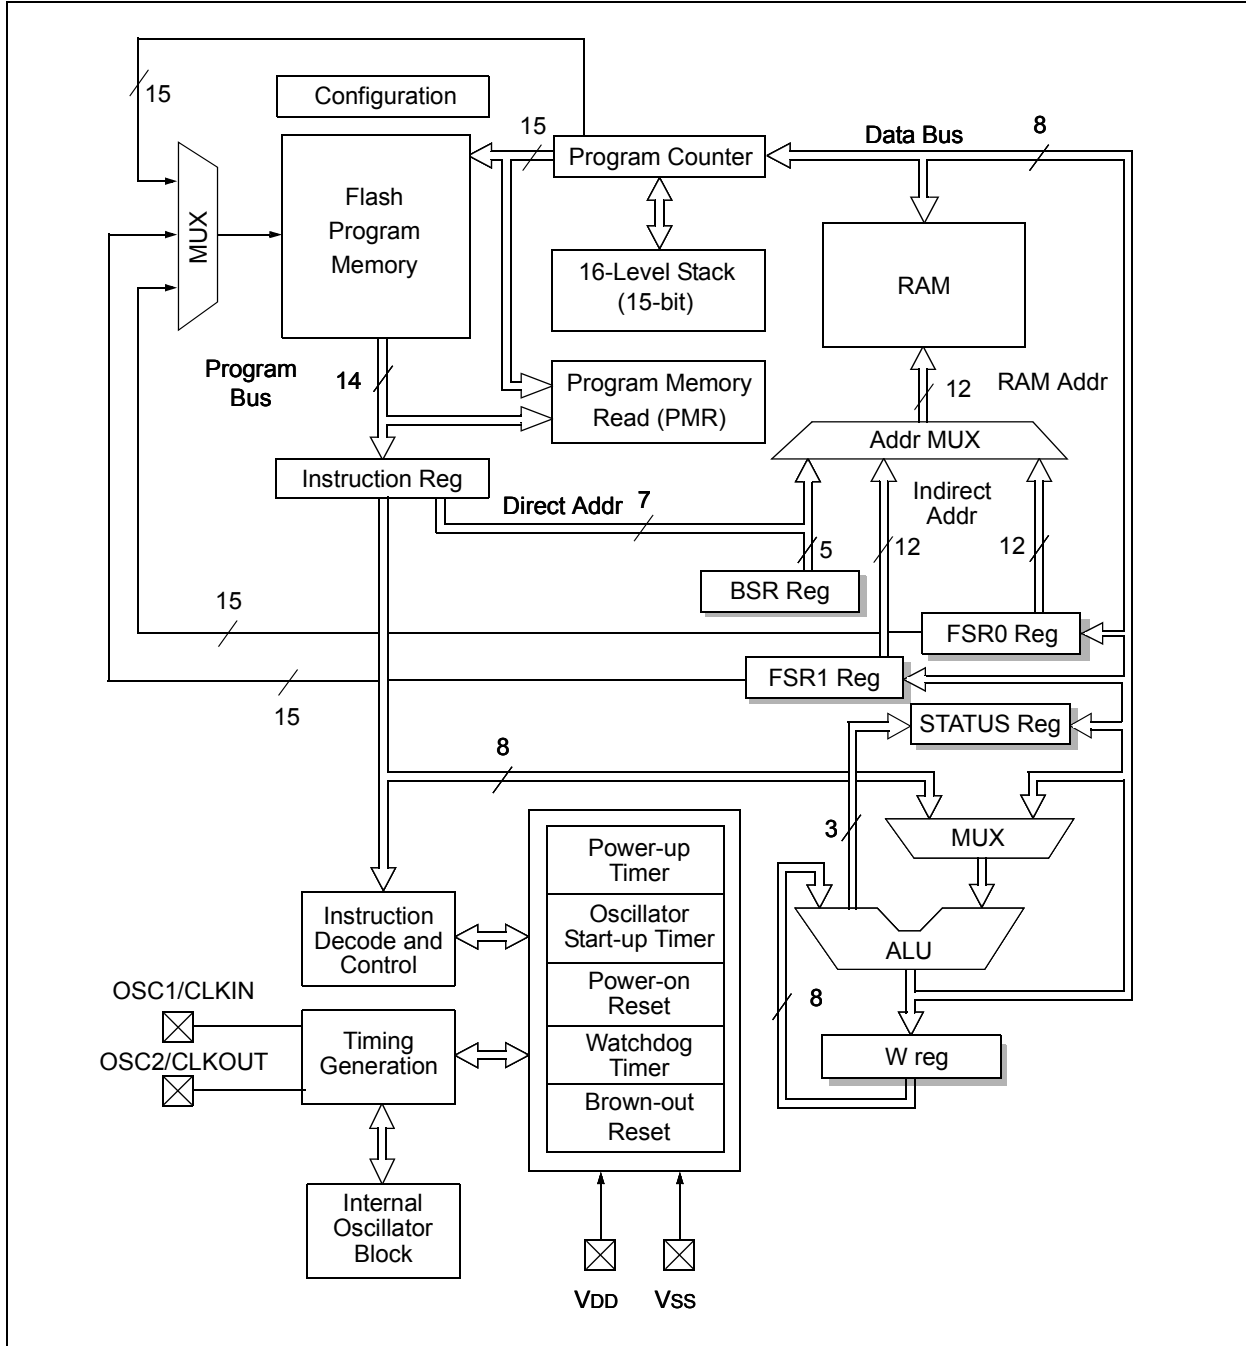 15
Configuration
15
Program Counter
Data Bus
8
Flash
Program
Memory
MUX
16-Level Stack
(15-bit)
RAM
Program
Bus
14
Program Memory
Read (PMR)
12
RAM Addr
Addr MUX
Instruction Reg
Direct Addr
7
Indirect
Addr
5
12
12
BSR Reg
15
FSR0 Reg
FSR1 Reg
15
STATUS Reg
8
3
MUX
Power-up
Timer
Instruction
Decode and
Control
Oscillator
Start-up Timer
ALU
OSC1/CLKIN
Power-on
Reset
8
Timing
Generation
OSC2/CLKOUT
Watchdog
Timer
W reg
Brown-out
Reset
Internal
Oscillator
Block
VDD
VSS